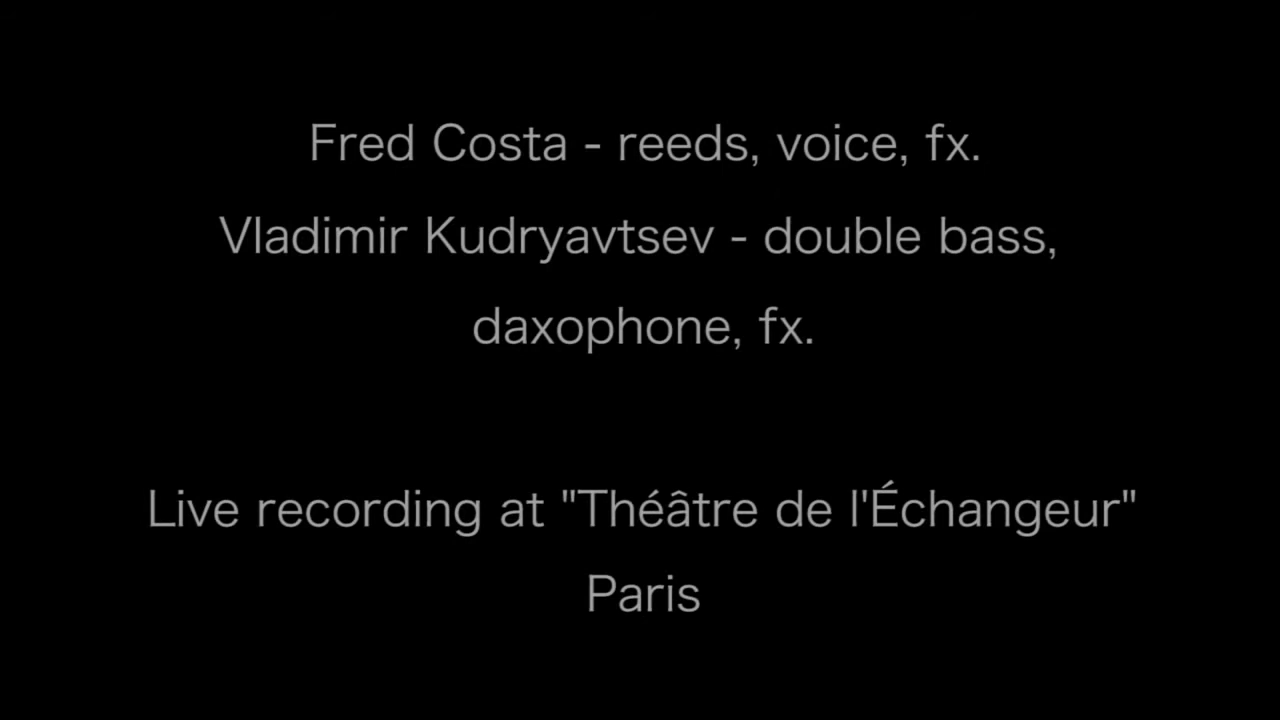 Fred Costa - reeds, voice, fx.
Vladimir Kudryavtsev - double bass,
daxophone, fx.
Live recording at "Théâtre de l'Échangeur"
Paris